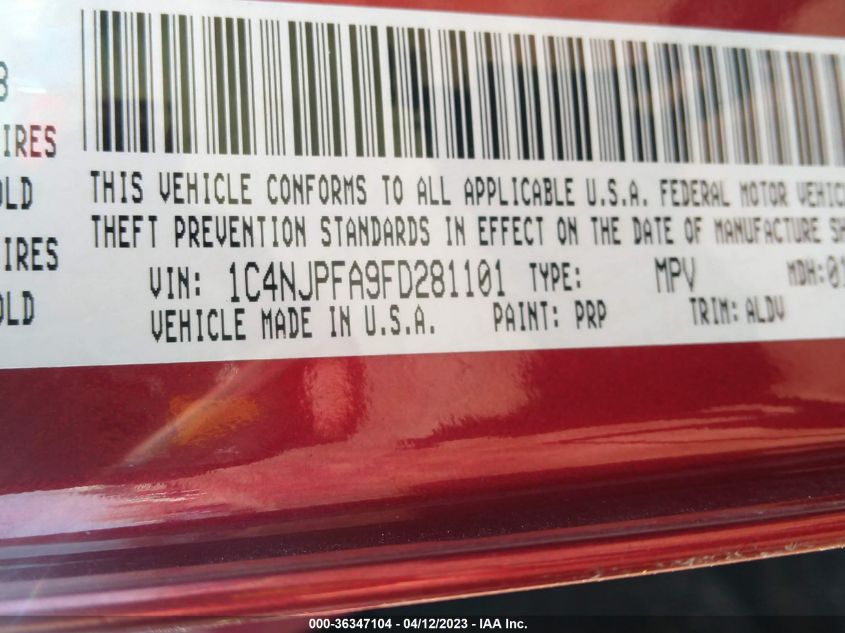 IRES
OLD
IRES
OLD
THIS VEHICLE CONFORMS TO ALL APPLICABLE U.S.A. FEDERAL MOTOR VEHIC
THEFT PREVENTION STANDARDS IN EFFECT ON THE DATE OF MANUFACTURE SH
VIN: 1C4NJPFA9FD281101 TYPE: MPV MDH:01
VEHICLE MADE IN U.S.A. PAINT: PRP TRIM: ALDV
000-36347104 - 04/12/2023 - IAA Inc.